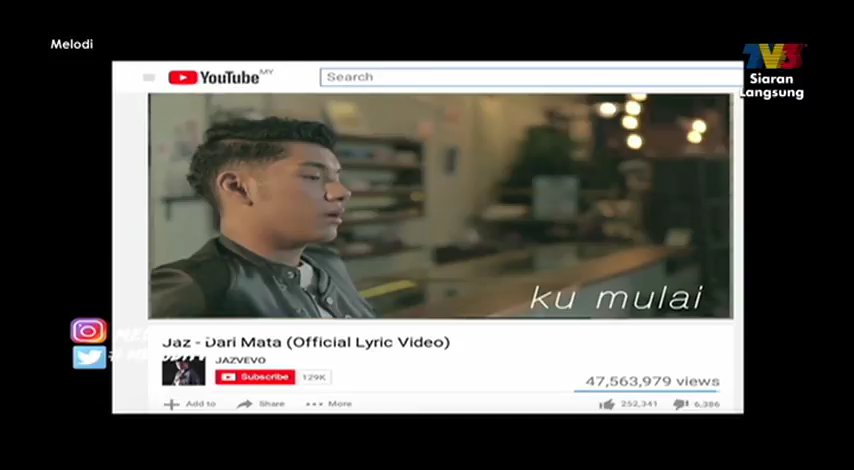 Melodi
TV3
Siaran
Langsung
YouTube MY
Search
ku mulai
Jaz - Dari Mata (Official Lyric Video)
JAZVEVO
Subscribe 129K
47,563,979 views
Add to Share More
252,341 6,386